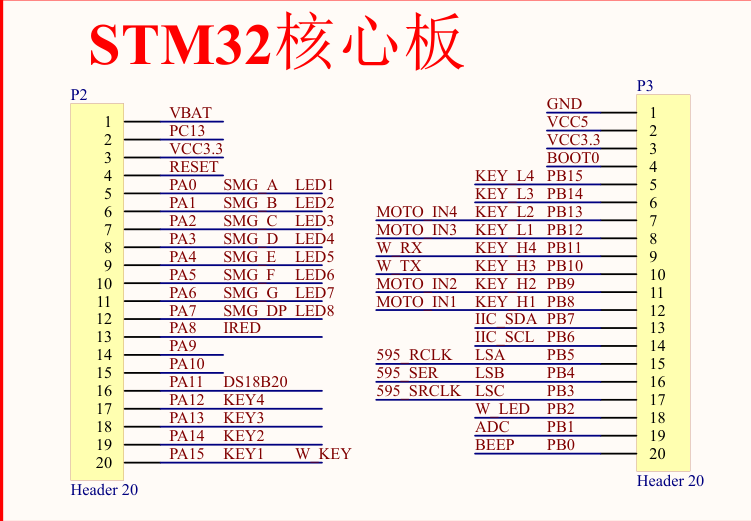 STM32核心板
P2
1 VBAT
2 PC13
3 VCC3.3
4 RESET
5 PA0 SMG_A LED1
6 PA1 SMG_B LED2
7 PA2 SMG_C LED3
8 PA3 SMG_D LED4
9 PA4 SMG_E LED5
10 PA5 SMG_F LED6
11 PA6 SMG_G LED7
12 PA7 SMG_DP LED8
13 PA8 IRED
14 PA9
15 PA10
16 PA11 DS18B20
17 PA12 KEY4
18 PA13 KEY3
19 PA14 KEY2
20 PA15 KEY1 W_KEY
Header 20
P3
GND 1
VCC5 2
VCC3.3 3
BOOT0 4
KEY_L4 PB15 5
KEY_L3 PB14 6
MOTO_IN4 KEY_L2 PB13 7
MOTO_IN3 KEY_L1 PB12 8
W_RX KEY_H4 PB11 9
W_TX KEY_H3 PB10 10
MOTO_IN2 KEY_H2 PB9 11
MOTO_IN1 KEY_H1 PB8 12
IIC_SDA PB7 13
IIC_SCL PB6 14
595_RCLK LSA PB5 15
595_SER LSB PB4 16
595_SRCLK LSC PB3 17
W_LED PB2 18
ADC PB1 19
BEEP PB0 20
Header 20